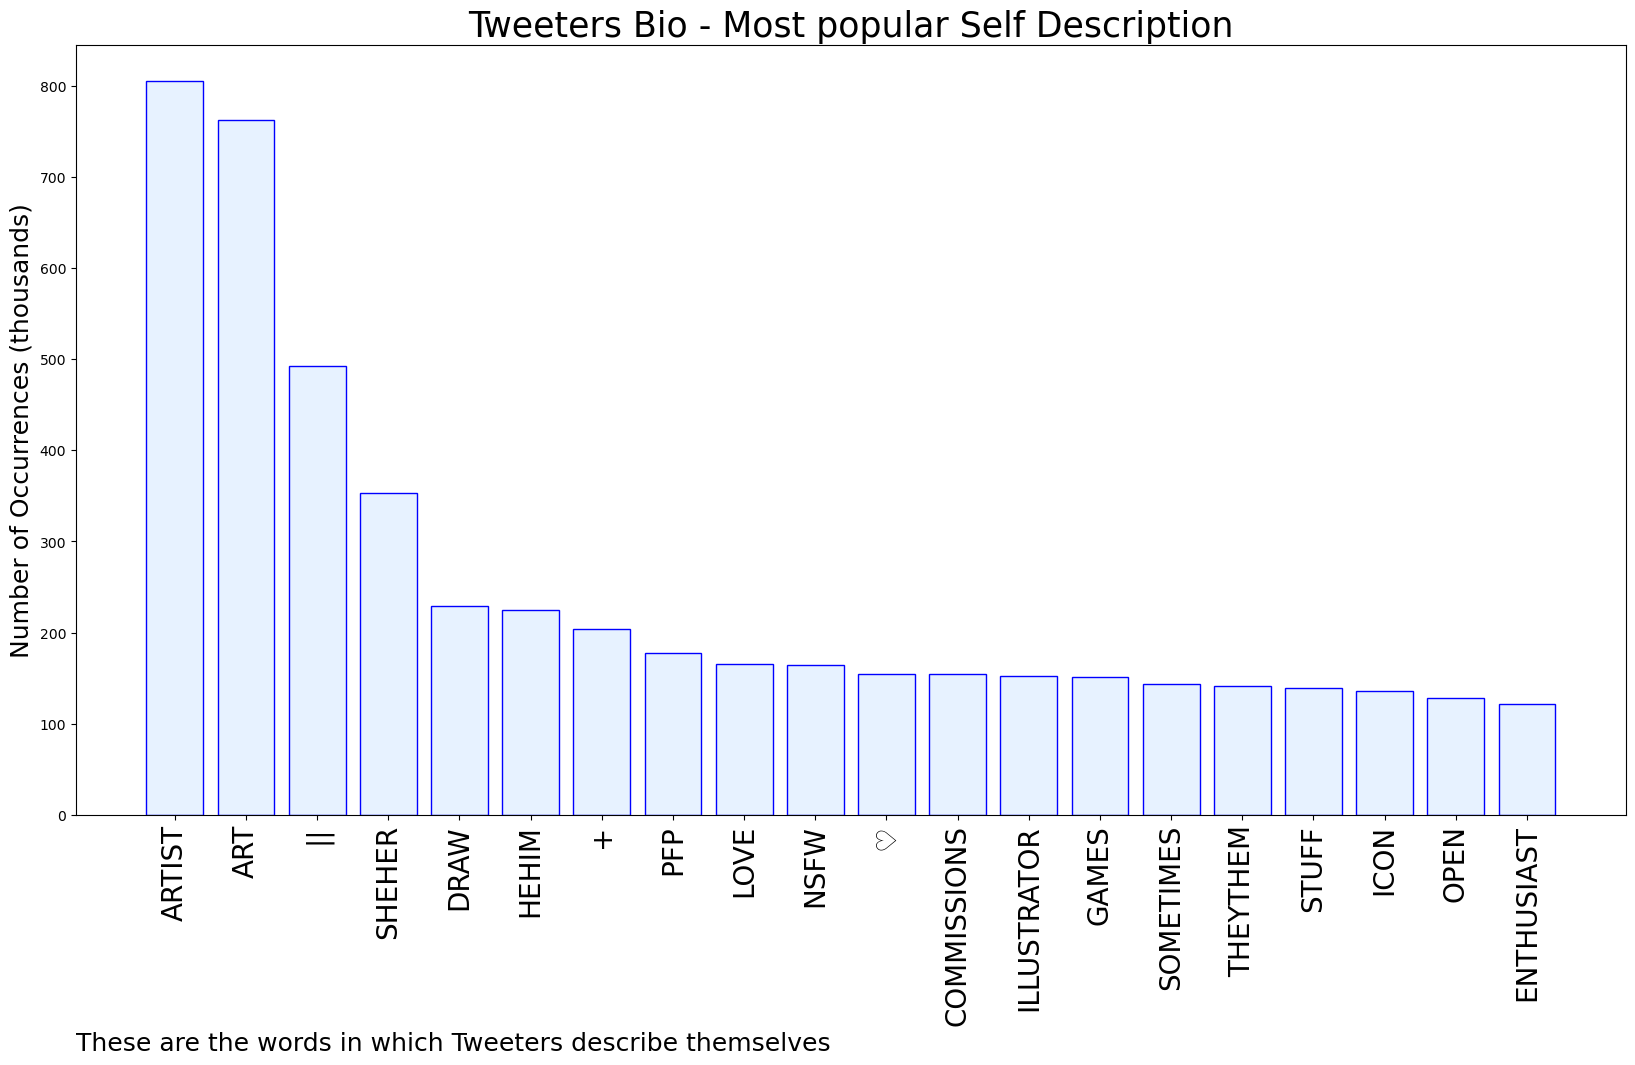 Tweeters Bio - Most popular Self Description
Number of Occurrences (thousands)
800
700
600
500
400
300
200
100
0
ARTIST
ART
||
SHEHER
DRAW
HEHIM
+
PFP
LOVE
NSFW
♡
COMMISSIONS
ILLUSTRATOR
GAMES
SOMETIMES
THEYTHEM
STUFF
ICON
OPEN
ENTHUSIAST
These are the words in which Tweeters describe themselves